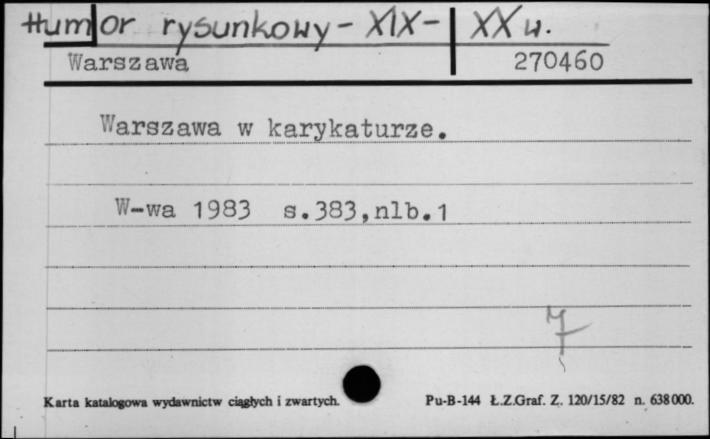 Humor rysunkowy - XIX - XX w.
Warszawa 270460
Warszawa w karykaturze.
W-wa 1983 s.383,nlb.1
Karta katalogowa wydawnictw ciągłych i zwartych. Pu-B-144 Ł.Z.Graf. Z. 120/15/82 n. 638000.